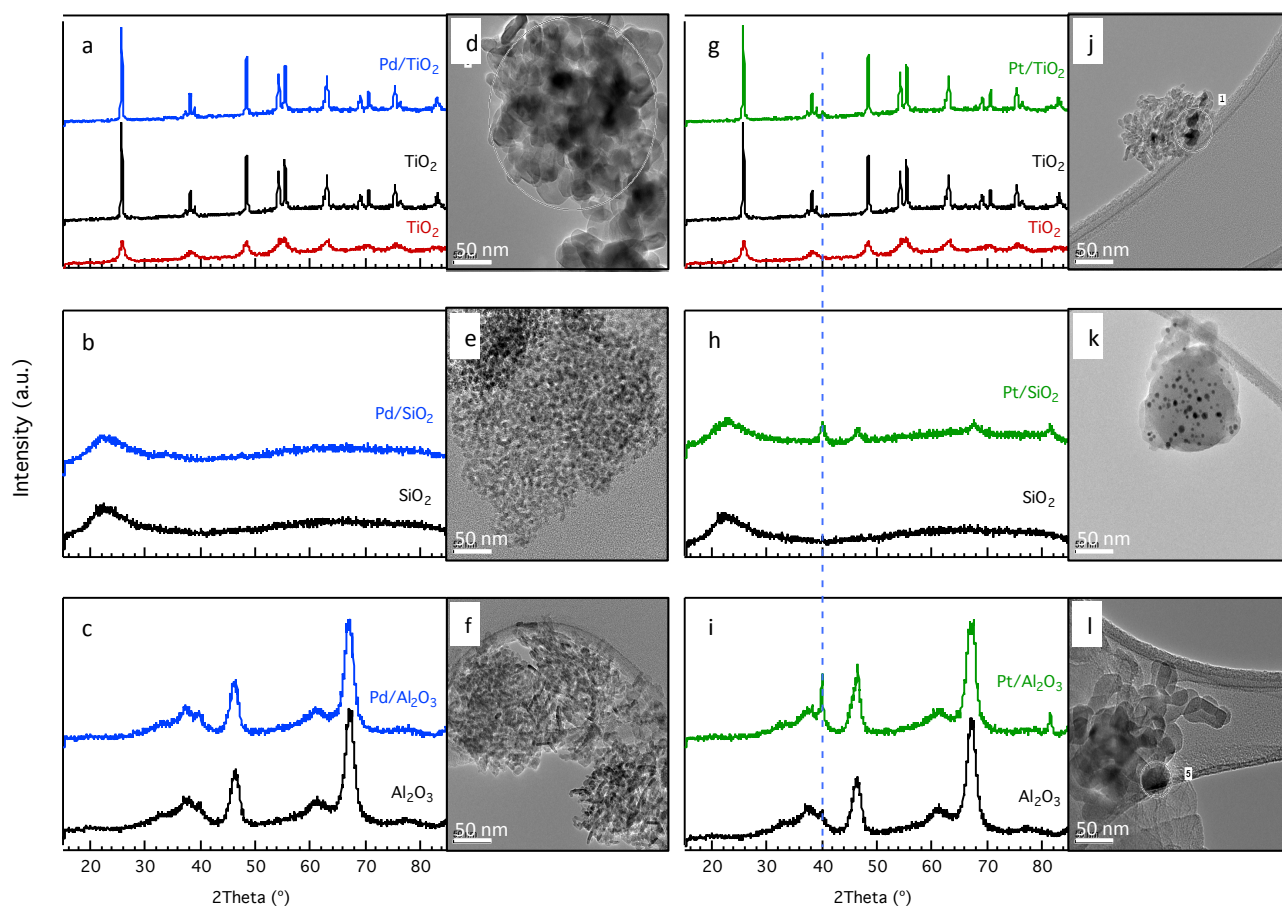 a
Pd/TiO₂
TiO₂
TiO₂
d
50 nm
g
Pt/TiO₂
TiO₂
TiO₂
j
1
50 nm
Intensity (a.u.)
b
Pd/SiO₂
SiO₂
e
50 nm
h
Pt/SiO₂
SiO₂
k
50 nm
c
Pd/Al₂O₃
Al₂O₃
f
50 nm
i
Pt/Al₂O₃
Al₂O₃
l
5
50 nm
20 30 40 50 60 70 80
2Theta (°)
20 30 40 50 60 70 80
2Theta (°)